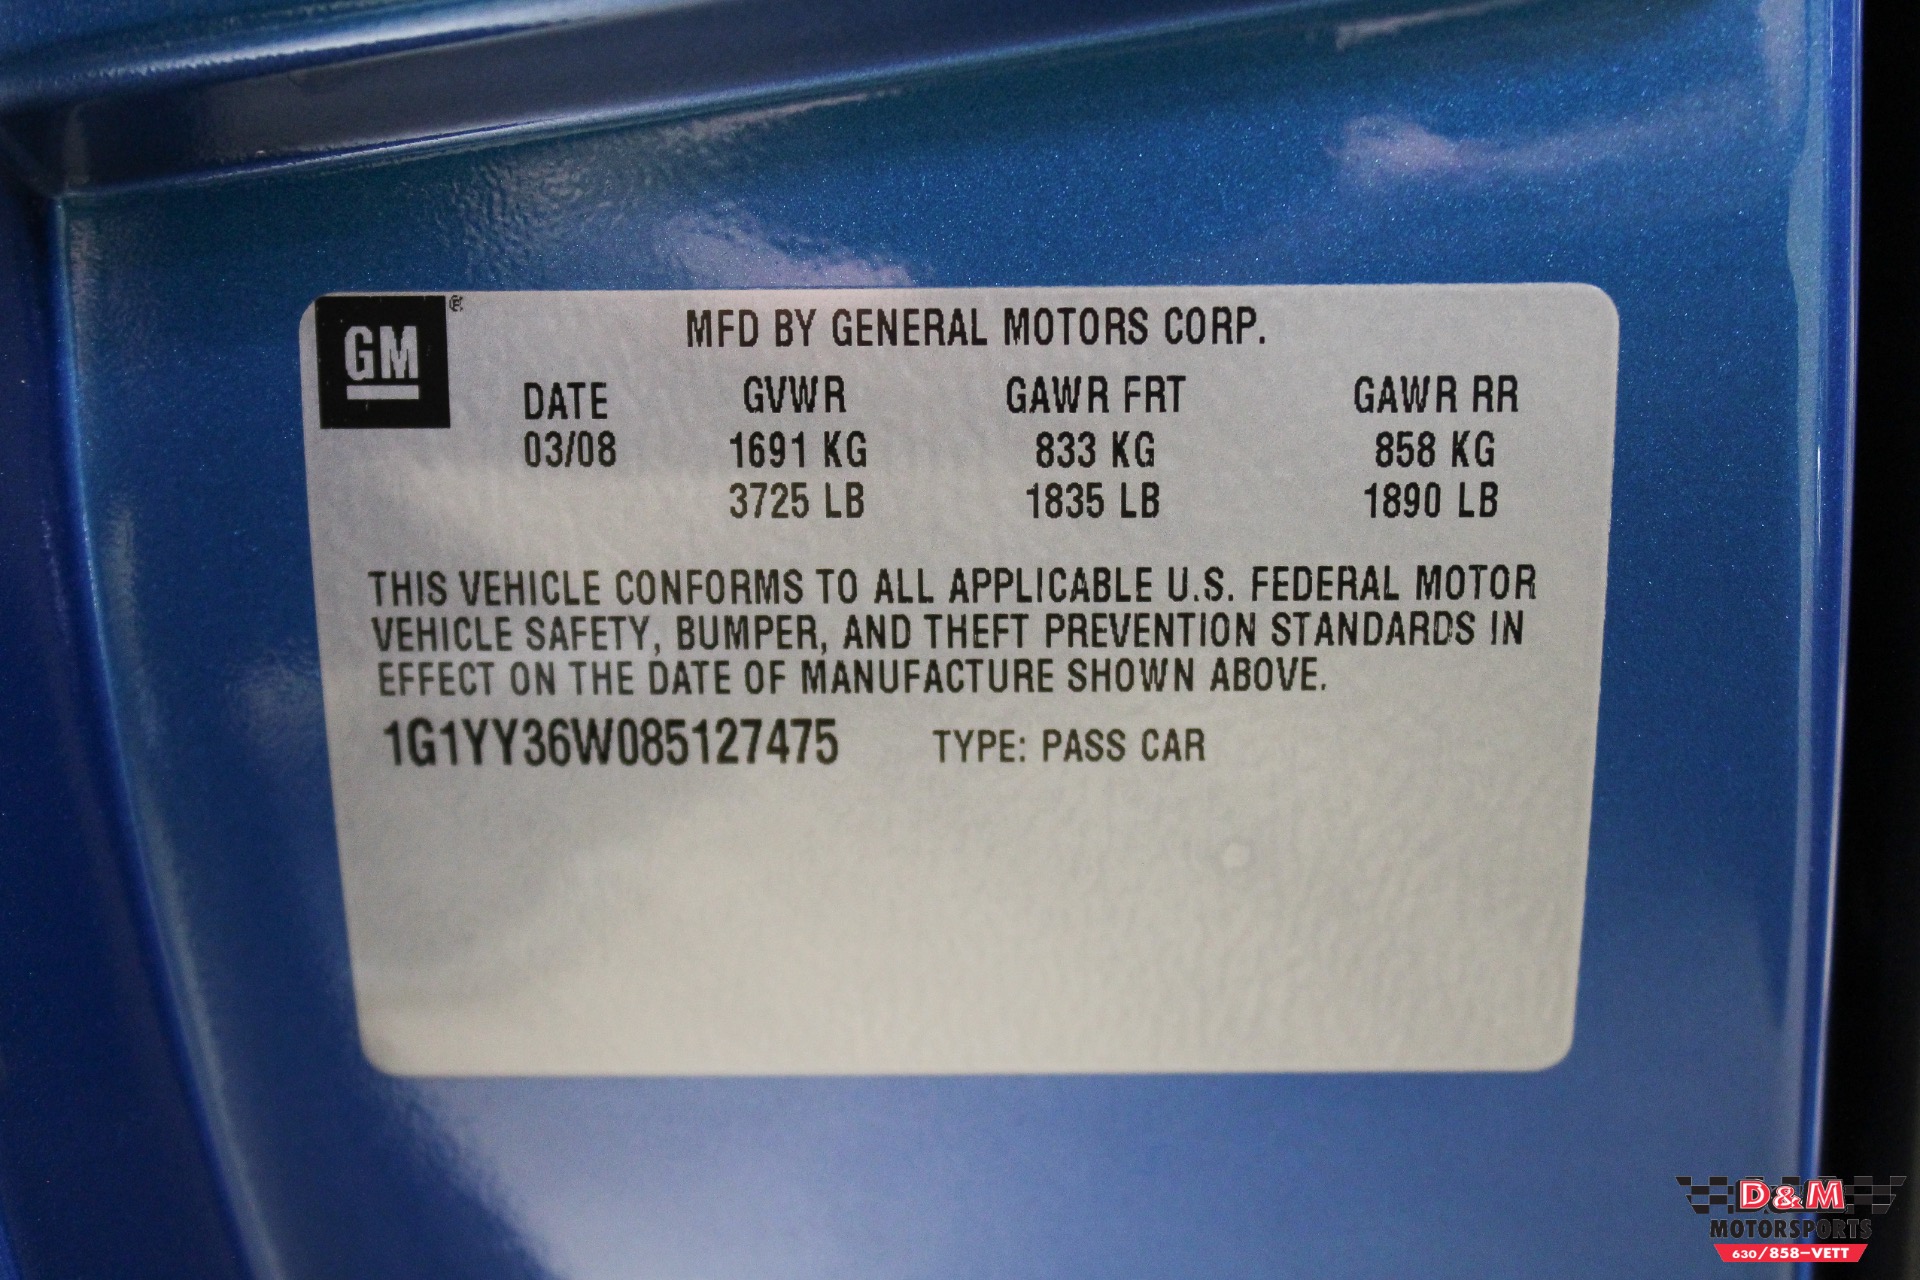 GM®
MFD BY GENERAL MOTORS CORP.
DATE GVWR GAWR FRT GAWR RR
03/08 1691 KG 833 KG 858 KG
3725 LB 1835 LB 1890 LB
THIS VEHICLE CONFORMS TO ALL APPLICABLE U.S. FEDERAL MOTOR
VEHICLE SAFETY, BUMPER, AND THEFT PREVENTION STANDARDS IN
EFFECT ON THE DATE OF MANUFACTURE SHOWN ABOVE.
1G1YY36W085127475 TYPE: PASS CAR
D&M
MOTORSPORTS
630/858-VETT